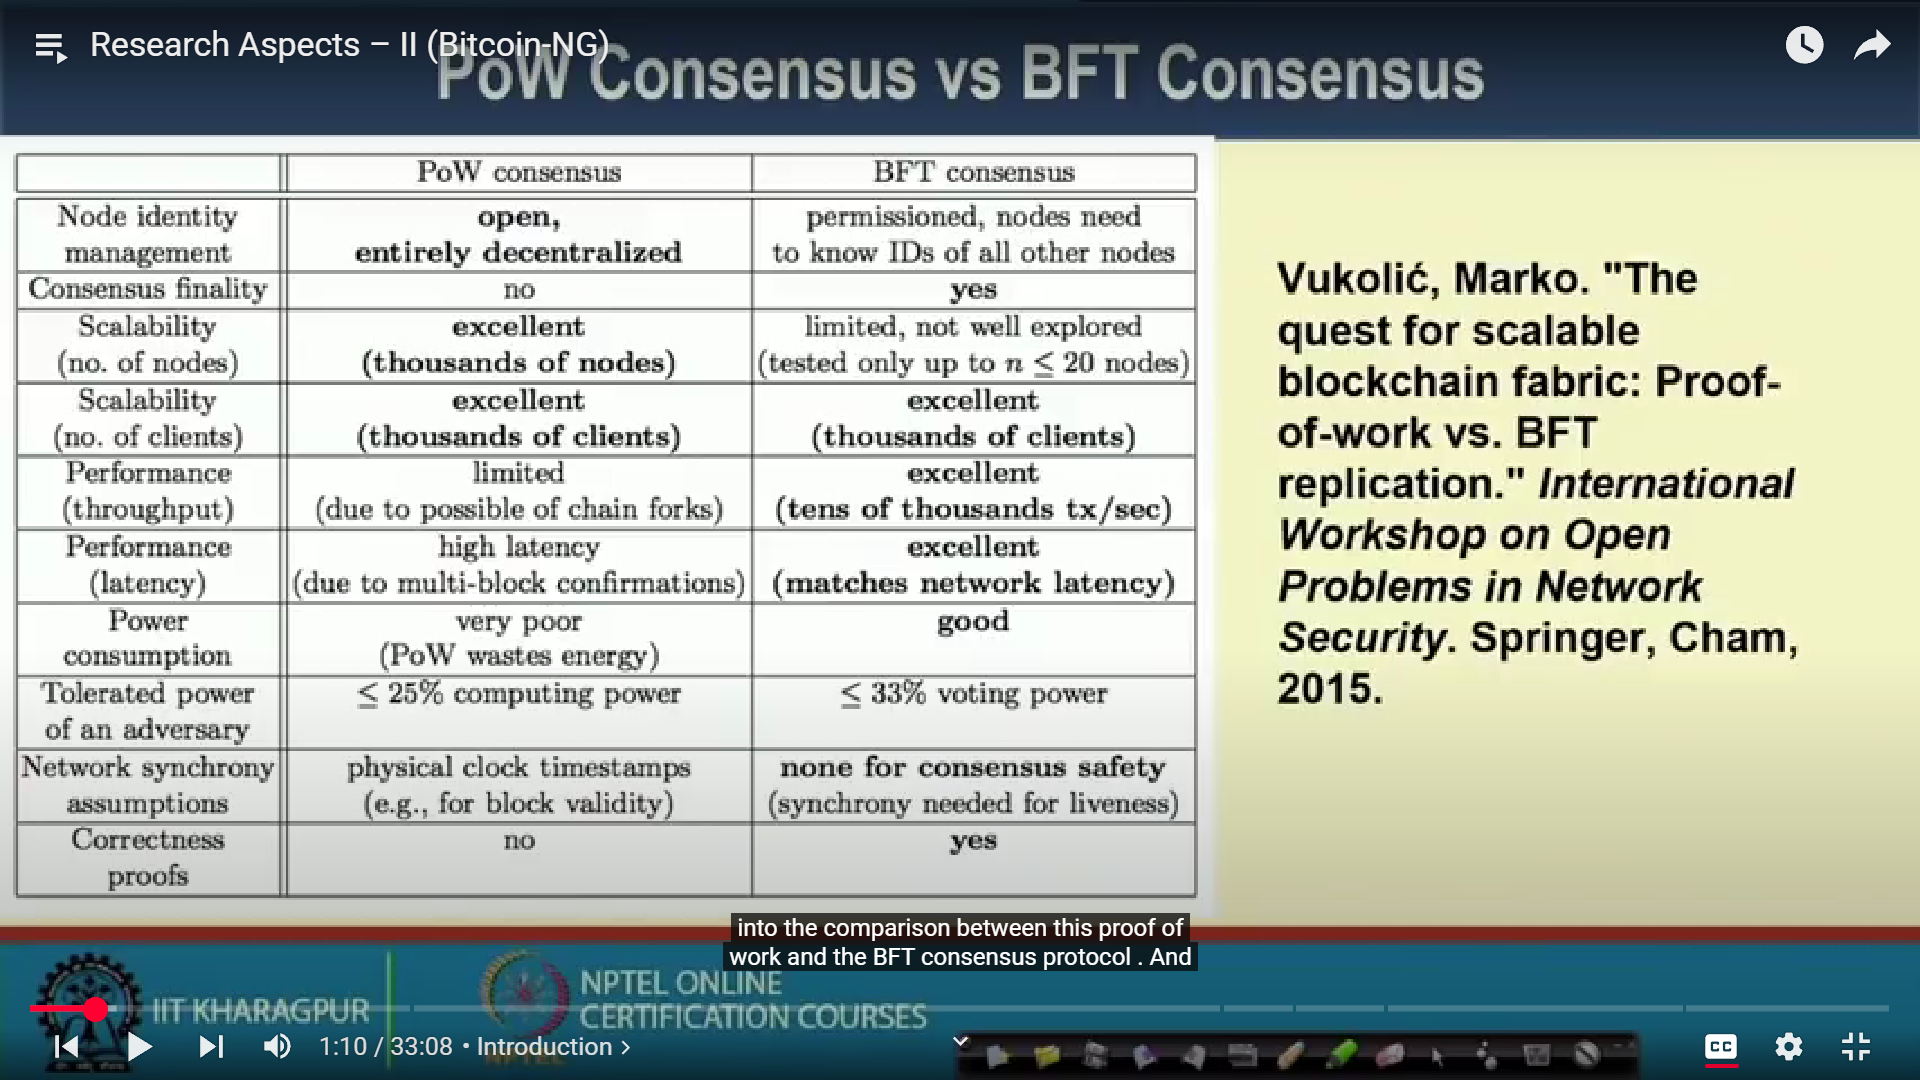 Research Aspects – II (Bitcoin-NG)
PoW Consensus vs BFT Consensus
PoW consensus
BFT consensus
Node identity
management
open,
entirely decentralized
permissioned, nodes need
to know IDs of all other nodes
Consensus finality
no
yes
Scalability
(no. of nodes)
excellent
(thousands of nodes)
limited, not well explored
(tested only up to n ≤ 20 nodes)
Scalability
(no. of clients)
excellent
(thousands of clients)
excellent
(thousands of clients)
Performance
(throughput)
limited
(due to possible of chain forks)
excellent
(tens of thousands tx/sec)
Performance
(latency)
high latency
(due to multi-block confirmations)
excellent
(matches network latency)
Power
consumption
very poor
(PoW wastes energy)
good
Tolerated power
of an adversary
≤ 25% computing power
≤ 33% voting power
Network synchrony
assumptions
physical clock timestamps
(e.g., for block validity)
none for consensus safety
(synchrony needed for liveness)
Correctness
proofs
no
yes
Vukolić, Marko. "The
quest for scalable
blockchain fabric: Proof-
of-work vs. BFT
replication." International
Workshop on Open
Problems in Network
Security. Springer, Cham,
2015.
into the comparison between this proof of
work and the BFT consensus protocol . And
IIT KHARAGPUR
NPTEL ONLINE
CERTIFICATION COURSES
NPTEL
1:10 / 33:08 • Introduction >
CC